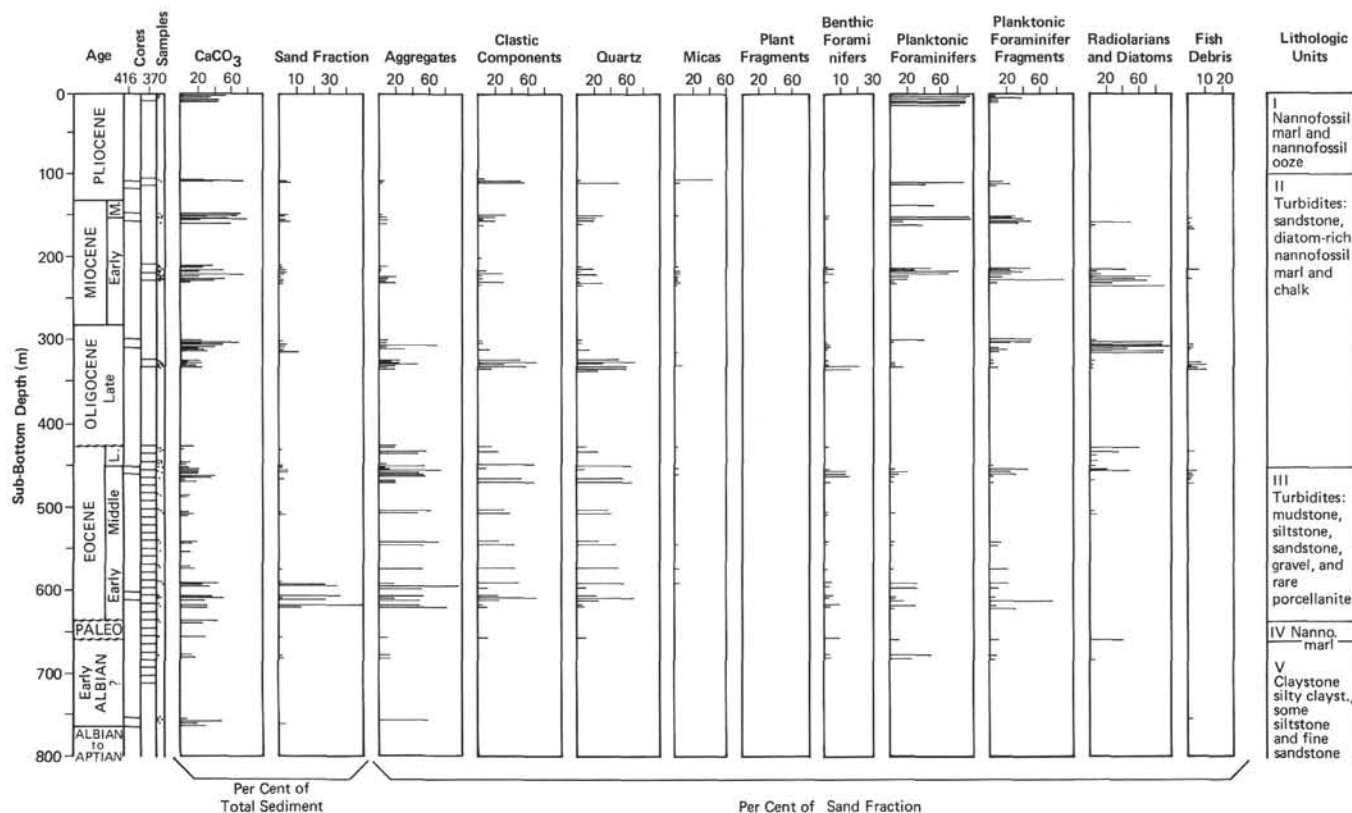 Age
Cores
Samples
416 370
CaCO3
20 60
Sand Fraction
10 30
Aggregates
20 60
Clastic
Components
20 60
Quartz
20 60
Micas
20 60
Plant
Fragments
20 60
Benthic
Forami
nifers
10 30
Planktonic
Foraminifers
20 60
Planktonic
Foraminifer
Fragments
20 60
Radiolarians
and Diatoms
20 60
Fish
Debris
10 20
Lithologic
Units
Sub-Bottom Depth (m)
0
100
200
300
400
500
600
700
800
PLIOCENE
MIOCENE
M.
Early
OLIGOCENE
Late
EOCENE
L.
Middle
Early
PALEO
Early
ALBIAN
?
ALBIAN
to
APTIAN
I
Nannofossil
marl and
nannofossil
ooze
II
Turbidites:
sandstone,
diatom-rich
nannofossil
marl and
chalk
III
Turbidites:
mudstone,
siltstone,
sandstone,
gravel, and
rare
porcellanite
IV Nanno.
marl
V
Claystone
silty clayst.,
some
siltstone
and fine
sandstone
Per Cent of
Total Sediment
Per Cent of Sand Fraction